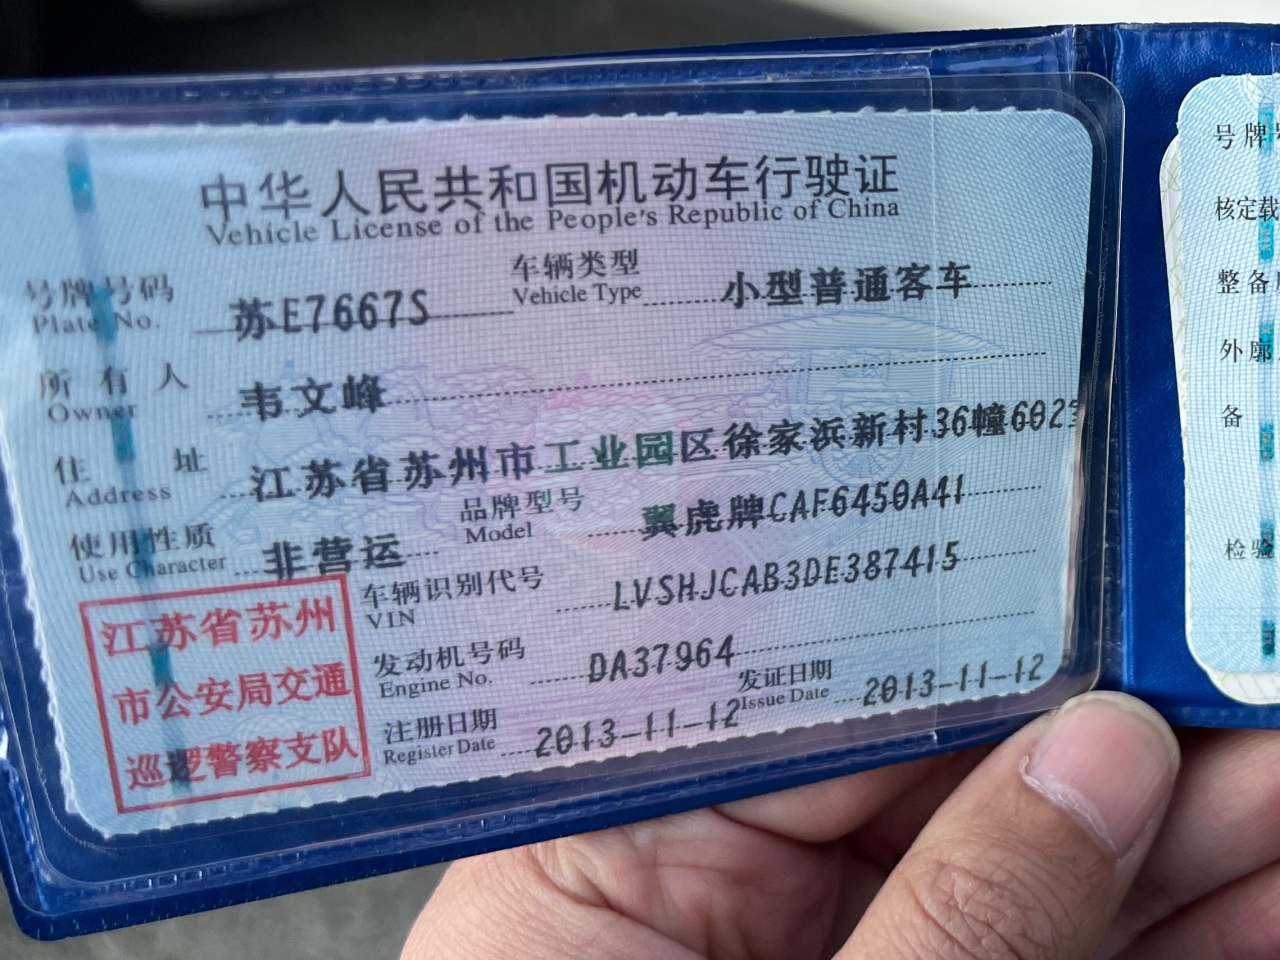 中华人民共和国机动车行驶证
Vehicle License of the People's Republic of China
号牌号码 苏E7667S 车辆类型 小型普通客车
Plate No. Vehicle Type
所有人 韦文峰
Owner
住址 江苏省苏州市工业园区徐家浜新村36幢602
Address
使用性质 非营运 品牌型号 翼虎牌CAF6450A41
Use Character Model
车辆识别代号 LVSHJCAB3DE387415
VIN
发动机号码 DA37964
Engine No.
发证日期 2013-11-12
Issue Date
注册日期 2013-11-12
Register Date
江苏省苏州
市公安局交通
巡逻警察支队
号牌
核定载
整备
外廓
备
检验